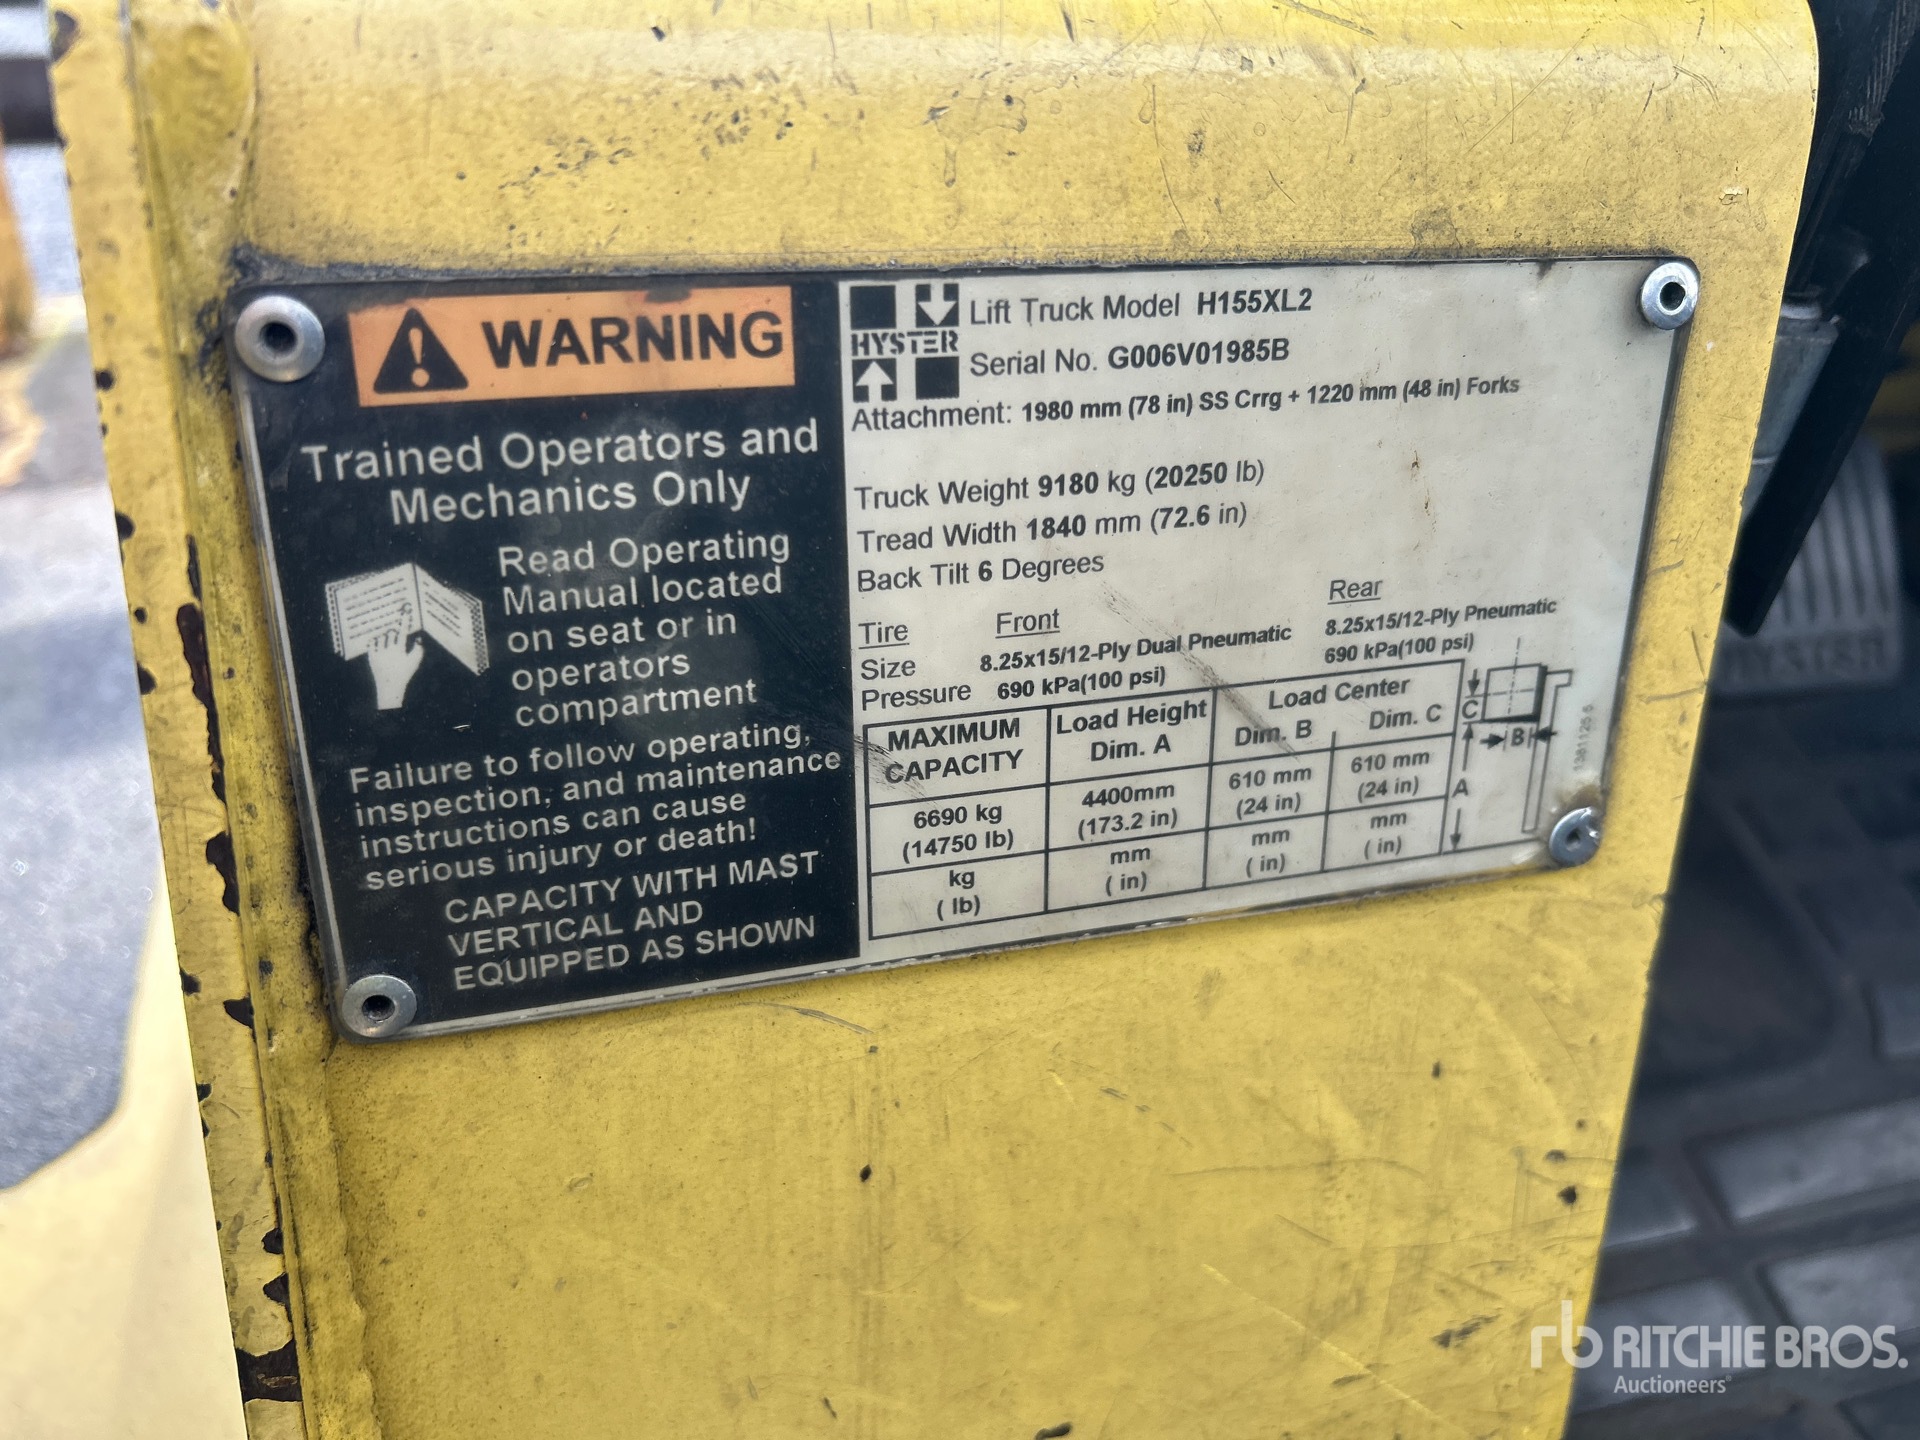 WARNING
Trained Operators and
Mechanics Only
Read Operating
Manual located
on seat or in
operators
compartment
Failure to follow operating,
inspection, and maintenance
instructions can cause
serious injury or death!
CAPACITY WITH MAST
VERTICAL AND
EQUIPPED AS SHOWN
HYSTER
Lift Truck Model H155XL2
Serial No. G006V01985B
Attachment: 1980 mm (78 in) SS Crrg + 1220 mm (48 in) Forks
Truck Weight 9180 kg (20250 lb)
Tread Width 1840 mm (72.6 in)
Back Tilt 6 Degrees
Tire Front Rear
Size 8.25x15/12-Ply Dual Pneumatic 8.25x15/12-Ply Pneumatic
Pressure 690 kPa(100 psi) 690 kPa(100 psi)
MAXIMUM CAPACITY Load Height Dim. A Load Center Dim. B Dim. C
6690 kg (14750 lb) 4400mm (173.2 in) 610 mm (24 in) 610 mm (24 in)
kg ( lb) mm ( in) mm ( in) mm ( in)
C
B
A
rb RITCHIE BROS.
Auctioneers